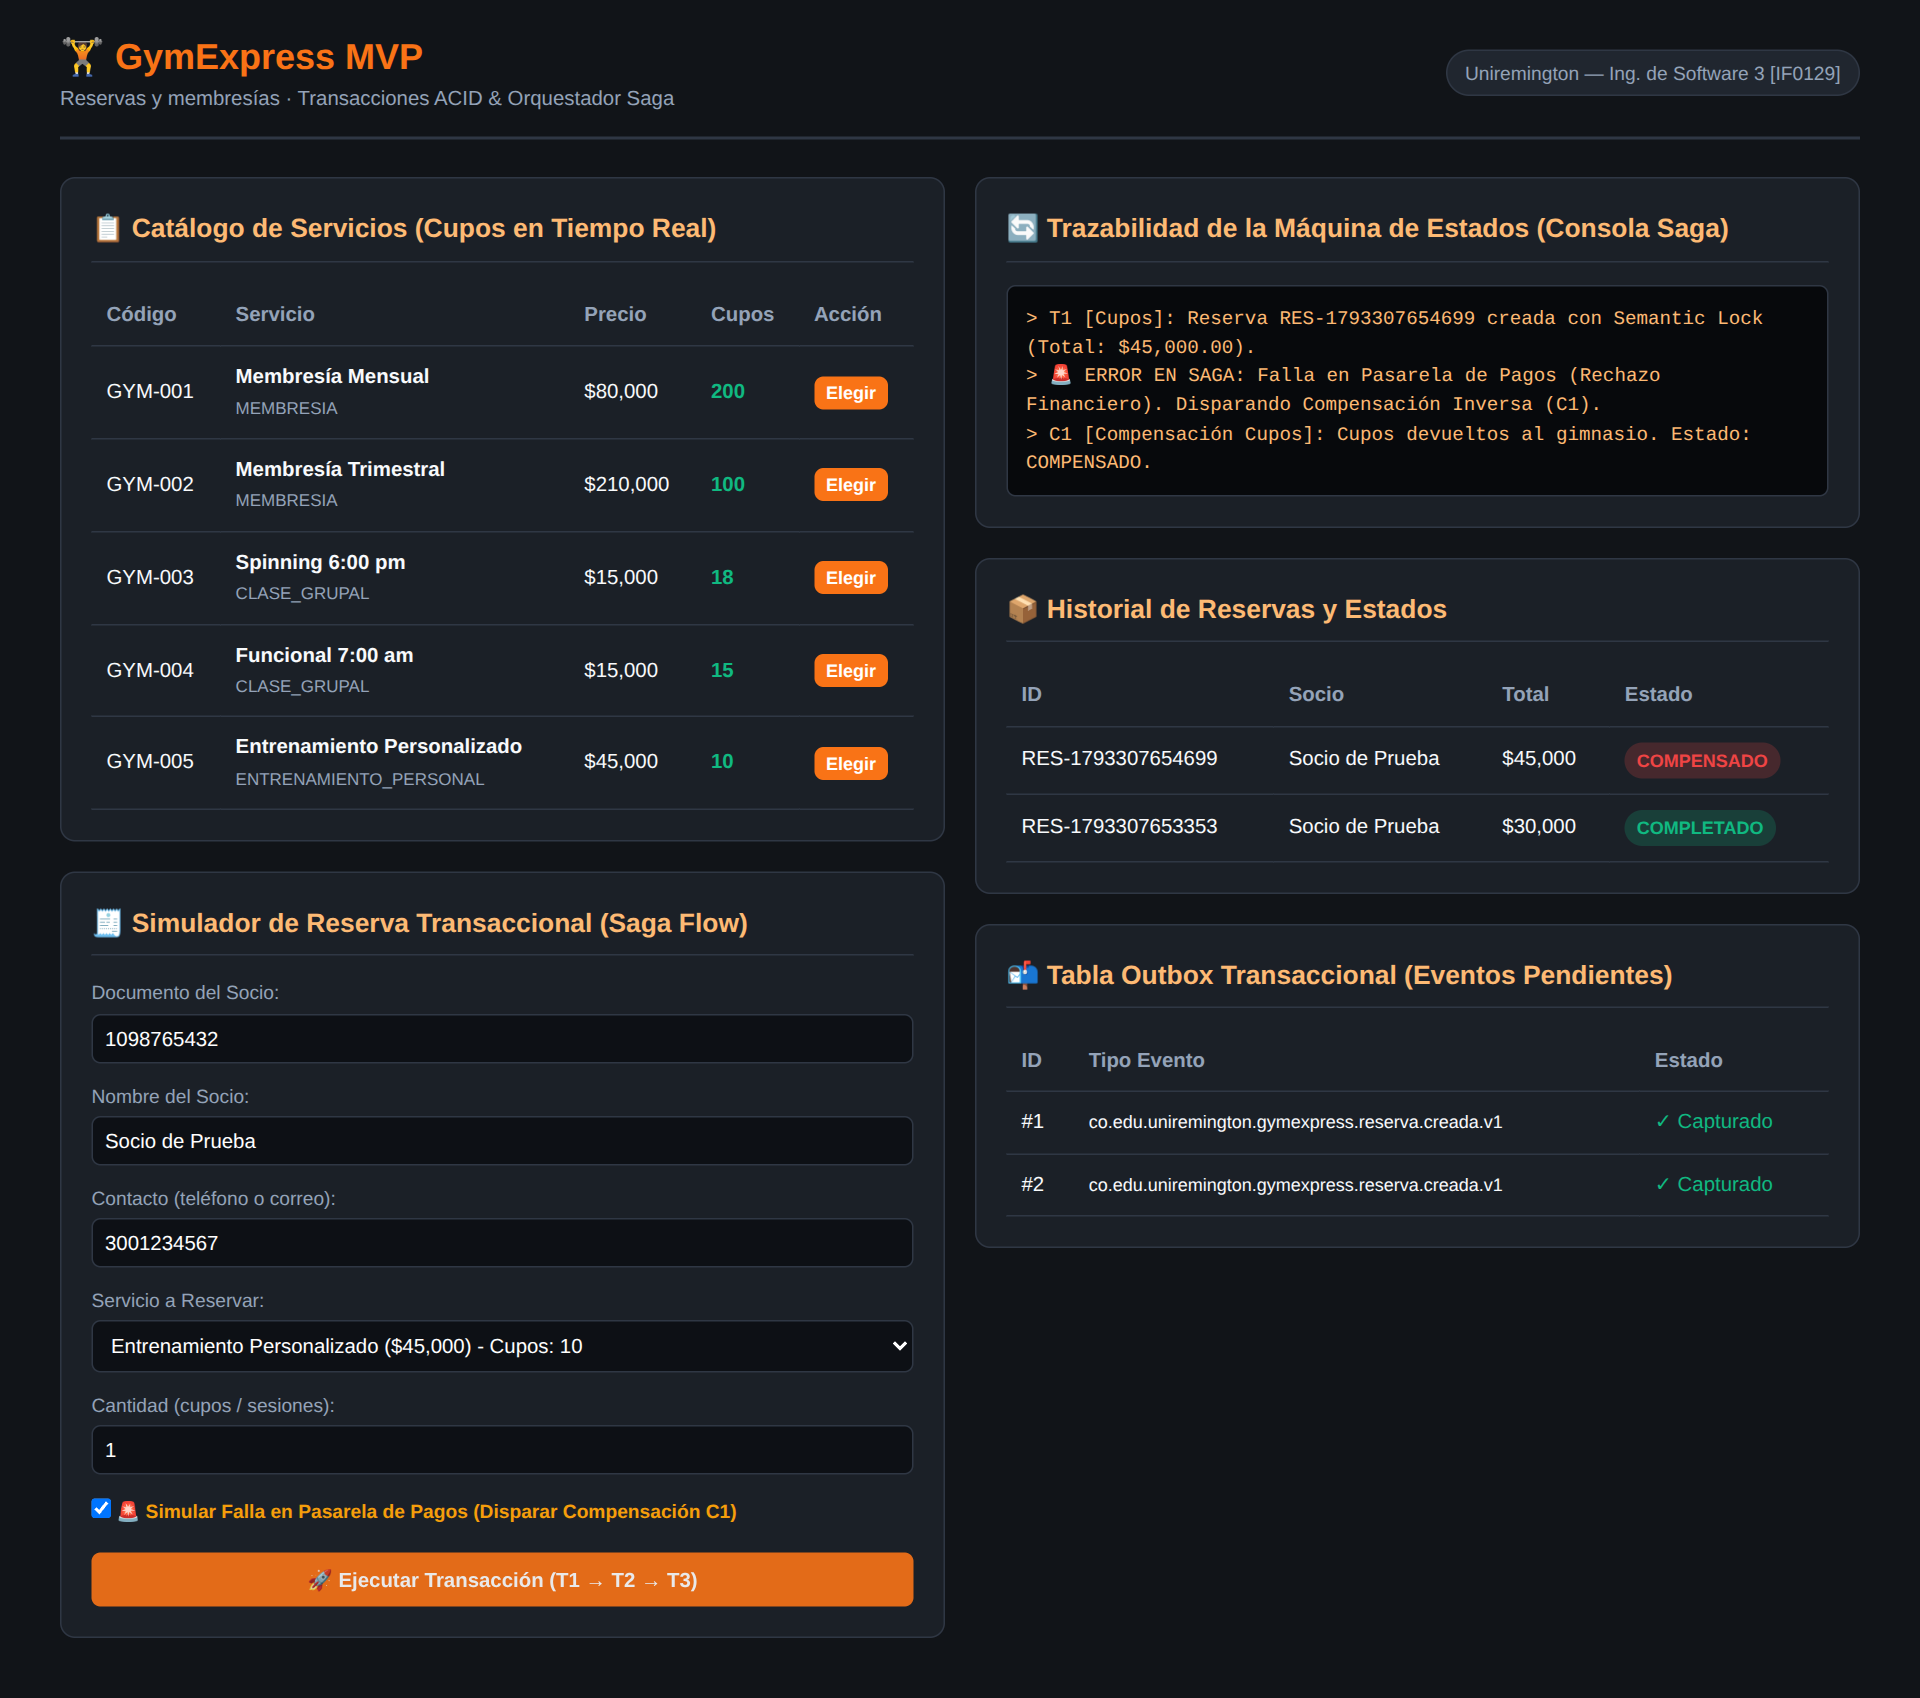 🏋️ GymExpress MVP
Reservas y membresías · Transacciones ACID & Orquestador Saga
Uniremington — Ing. de Software 3 [IF0129]
📋 Catálogo de Servicios (Cupos en Tiempo Real)
Código Servicio Precio Cupos Acción
GYM-001 Membresía Mensual $80,000 200 Elegir
MEMBRESIA
GYM-002 Membresía Trimestral $210,000 100 Elegir
MEMBRESIA
GYM-003 Spinning 6:00 pm $15,000 18 Elegir
CLASE_GRUPAL
GYM-004 Funcional 7:00 am $15,000 15 Elegir
CLASE_GRUPAL
GYM-005 Entrenamiento Personalizado $45,000 10 Elegir
ENTRENAMIENTO_PERSONAL
🧾 Simulador de Reserva Transaccional (Saga Flow)
Documento del Socio:
1098765432
Nombre del Socio:
Socio de Prueba
Contacto (teléfono o correo):
3001234567
Servicio a Reservar:
Entrenamiento Personalizado ($45,000) - Cupos: 10
Cantidad (cupos / sesiones):
1
🚨 Simular Falla en Pasarela de Pagos (Disparar Compensación C1)
🚀 Ejecutar Transacción (T1 → T2 → T3)
🔄 Trazabilidad de la Máquina de Estados (Consola Saga)
> T1 [Cupos]: Reserva RES-1793307654699 creada con Semantic Lock
(Total: $45,000.00).
> 🚨 ERROR EN SAGA: Falla en Pasarela de Pagos (Rechazo
Financiero). Disparando Compensación Inversa (C1).
> C1 [Compensación Cupos]: Cupos devueltos al gimnasio. Estado:
COMPENSADO.
📦 Historial de Reservas y Estados
ID Socio Total Estado
RES-1793307654699 Socio de Prueba $45,000 COMPENSADO
RES-1793307653353 Socio de Prueba $30,000 COMPLETADO
📬 Tabla Outbox Transaccional (Eventos Pendientes)
ID Tipo Evento Estado
#1 co.edu.uniremington.gymexpress.reserva.creada.v1 ✓ Capturado
#2 co.edu.uniremington.gymexpress.reserva.creada.v1 ✓ Capturado